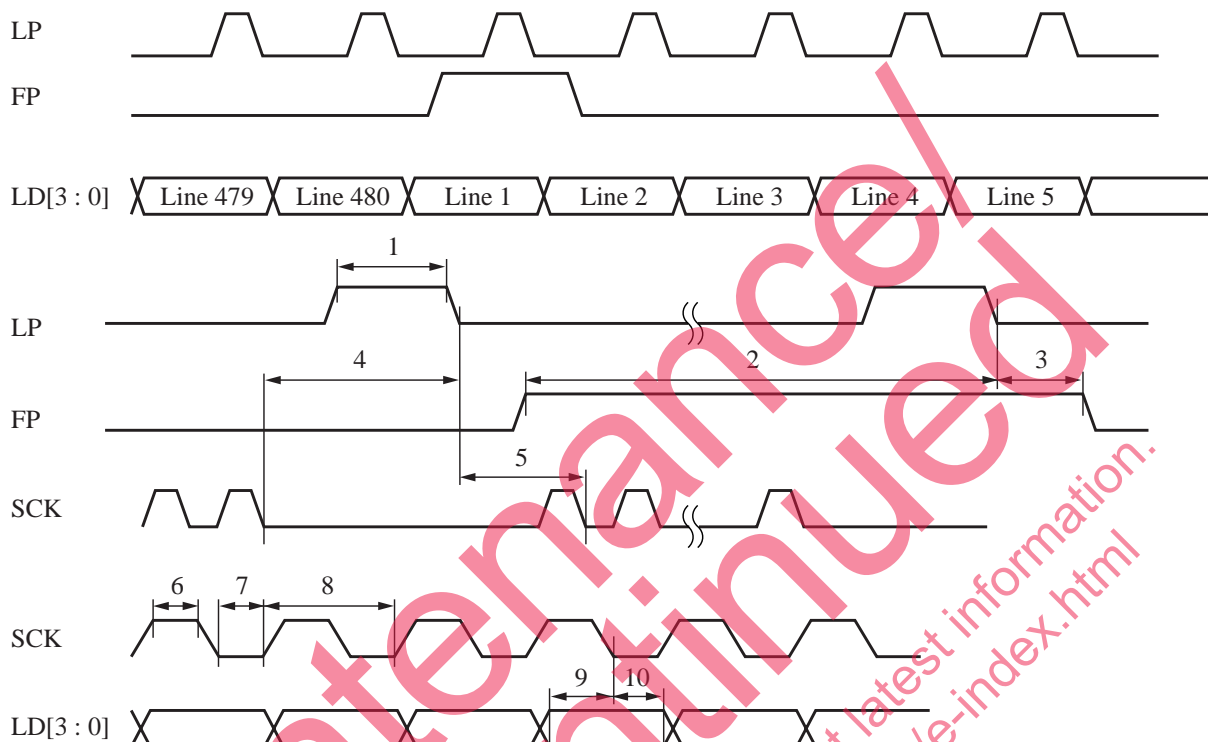 LP
FP
LD[3 : 0]
Line 479
Line 480
Line 1
Line 2
Line 3
Line 4
Line 5
1
LP
4
2
3
FP
5
SCK
6
7
8
SCK
9
10
LD[3 : 0]
tenance/
ntinued
t latest information.
/e-index.html